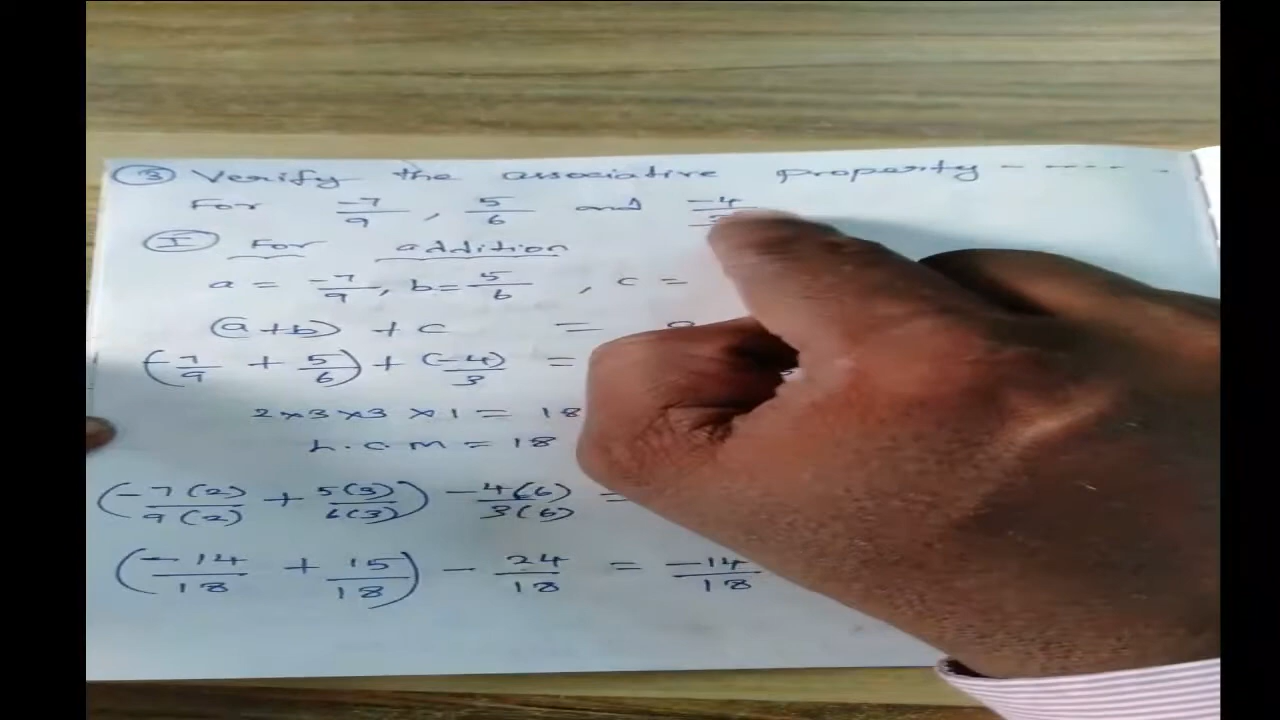 ③ Verify the associative property - - - - - .
For -7/9 , 5/6 and -4/
Ⓘ For addition
a = -7/9 , b = 5/6 , c =
(a+b) + c =
(-7/9 + 5/6) + (-4)/3 =
2×3×3×1 = 18
L.C.M = 18
(-7(2)/9(2) + 5(3)/6(3)) - 4(6)/3(6) =
(-14/18 + 15/18) - 24/18 = -14/18